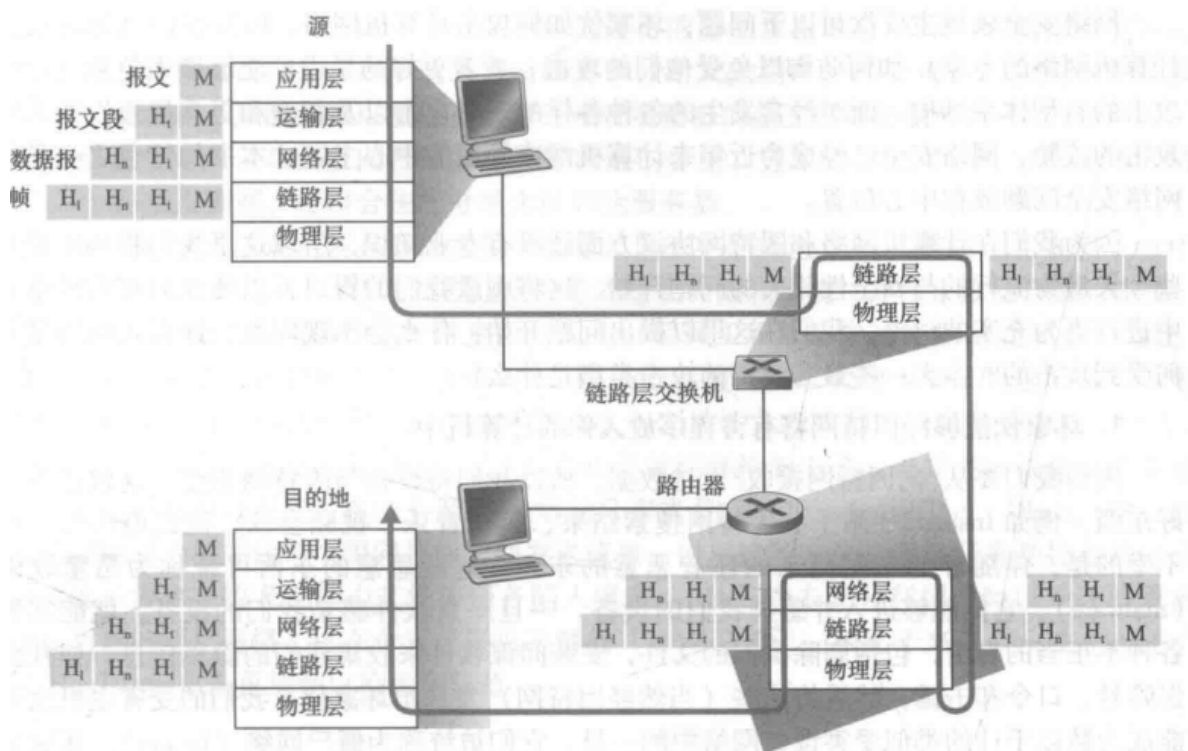 源
报文 M 应用层
报文段 Ht M 运输层
数据报 Hn Ht M 网络层
帧 Hl Hn Ht M 链路层
物理层
Hl Hn Ht M 链路层 Hl Hn Ht M
物理层
链路层交换机
路由器
目的地
M 应用层
Ht M 运输层
Hn Ht M 网络层
Hl Hn Ht M 链路层
物理层
Hn Ht M 网络层 Hn Ht M
Hl Hn Ht M 链路层 Hl Hn Ht M
物理层